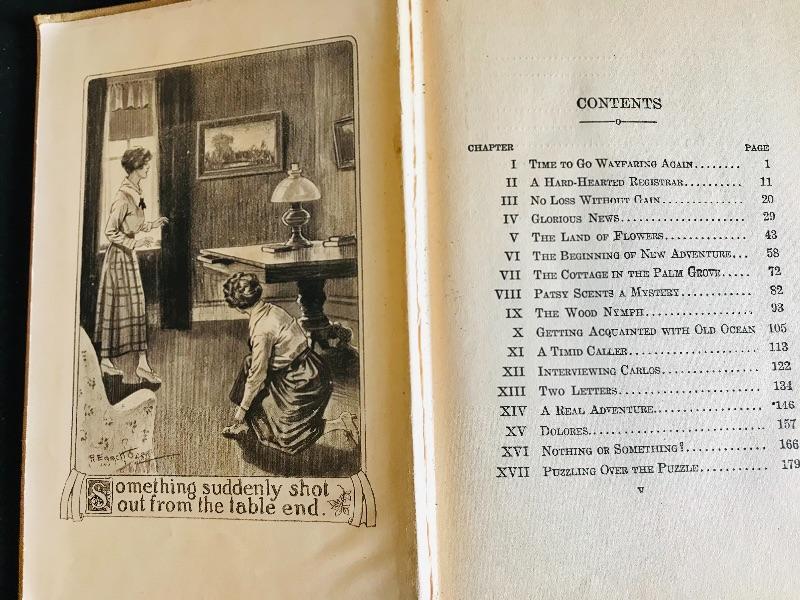 Something suddenly shot
out from the table end.
CONTENTS
CHAPTER PAGE
I Time to Go Wayfaring Again........ 1
II A Hard-Hearted Registrar.......... 11
III No Loss Without Gain............. 20
IV Glorious News.................... 29
V The Land of Flowers............. 43
VI The Beginning of New Adventure... 58
VII The Cottage in the Palm Grove..... 72
VIII Patsy Scents a Mystery............ 82
IX The Wood Nymph.................. 93
X Getting Acquainted with Old Ocean 105
XI A Timid Caller................... 113
XII Interviewing Carlos.............. 122
XIII Two Letters...................... 134
XIV A Real Adventure................. 146
XV Dolores.......................... 157
XVI Nothing or Something?............ 166
XVII Puzzling Over the Puzzle.......... 179
v